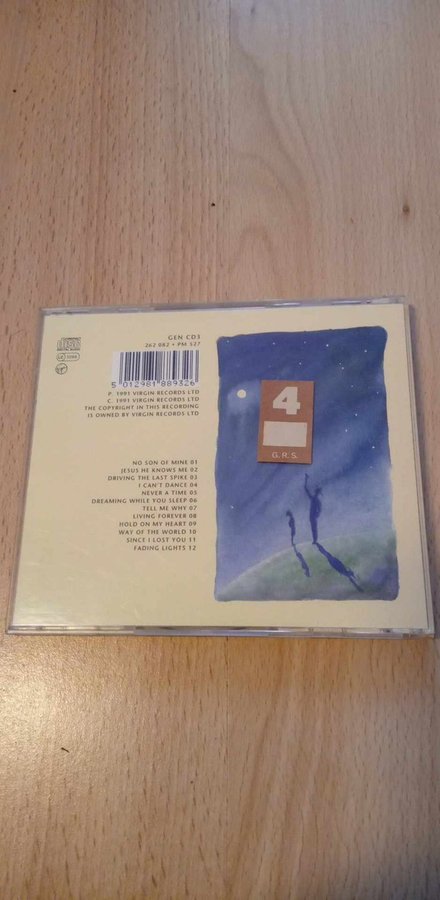 GEN CD3
262 082 • PM 527
5 012981 889326
P. 1991 VIRGIN RECORDS LTD
C. 1991 VIRGIN RECORDS LTD
THE COPYRIGHT IN THIS RECORDING
IS OWNED BY VIRGIN RECORDS LTD
NO SON OF MINE 01
JESUS HE KNOWS ME 02
DRIVING THE LAST SPIKE 03
I CAN'T DANCE 04
NEVER A TIME 05
DREAMING WHILE YOU SLEEP 06
TELL ME WHY 07
LIVING FOREVER 08
HOLD ON MY HEART 09
WAY OF THE WORLD 10
SINCE I LOST YOU 11
FADING LIGHTS 12
4
G.R.S.